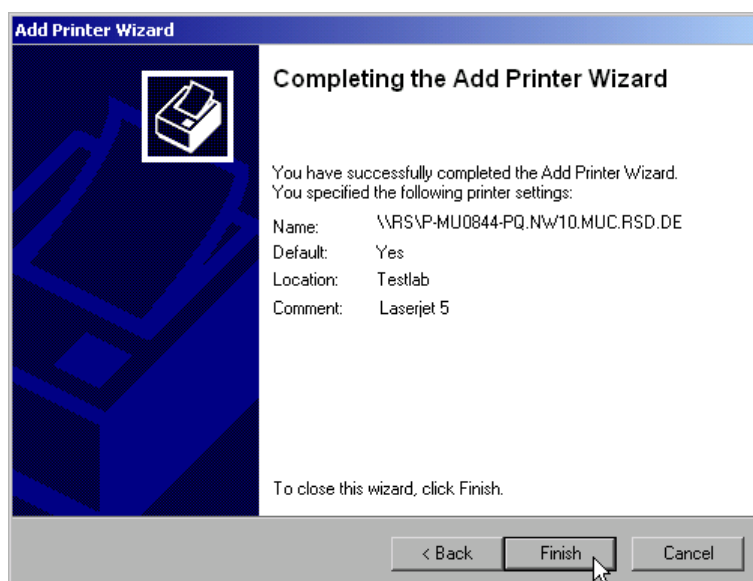 Add Printer Wizard
Completing the Add Printer Wizard
You have successfully completed the Add Printer Wizard.
You specified the following printer settings:
Name: \\RS\P-MU0844-PQ.NW10.MUC.RSD.DE
Default: Yes
Location: Testlab
Comment: Laserjet 5
To close this wizard, click Finish.
< Back Finish Cancel